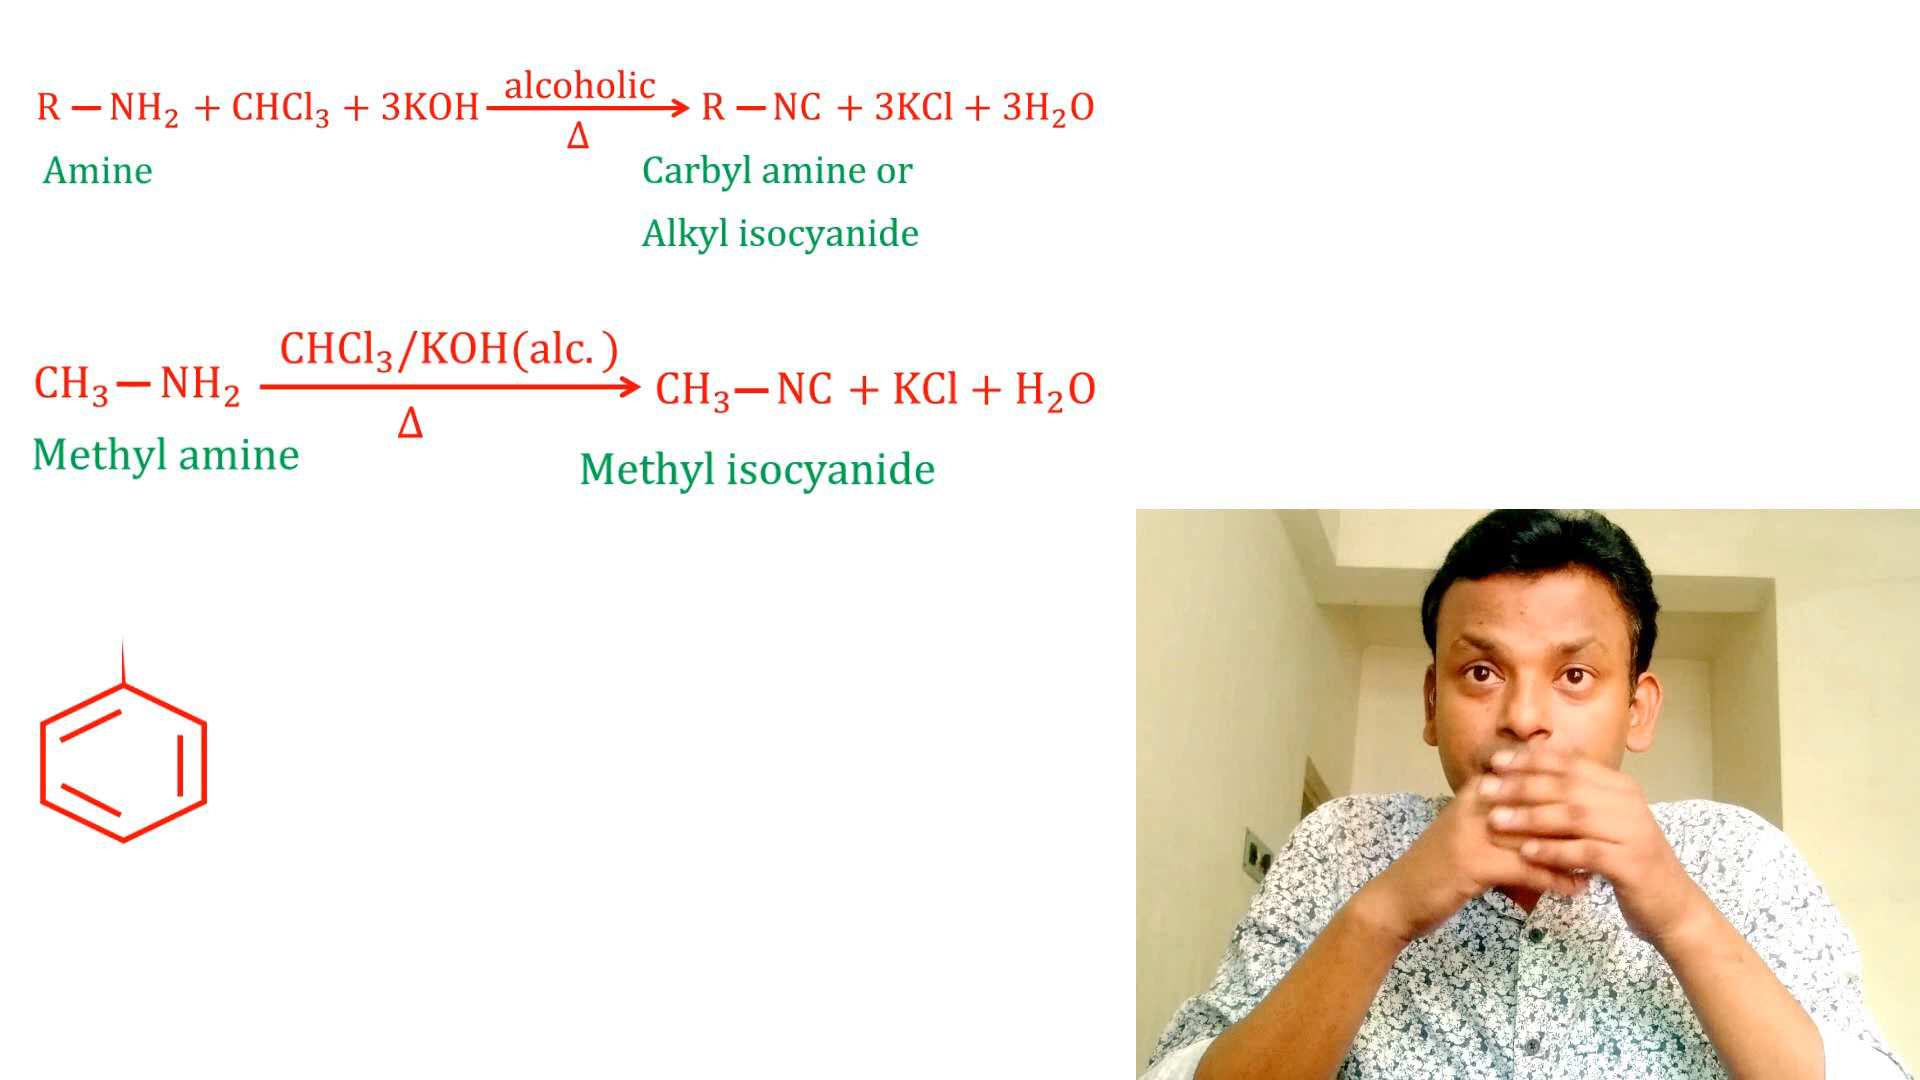 R — NH₂ + CHCl₃ + 3KOH alcoholic Δ → R — NC + 3KCl + 3H₂O
Amine
Carbyl amine or
Alkyl isocyanide
CH₃ — NH₂ CHCl₃/KOH(alc. ) Δ → CH₃ — NC + KCl + H₂O
Methyl amine
Methyl isocyanide